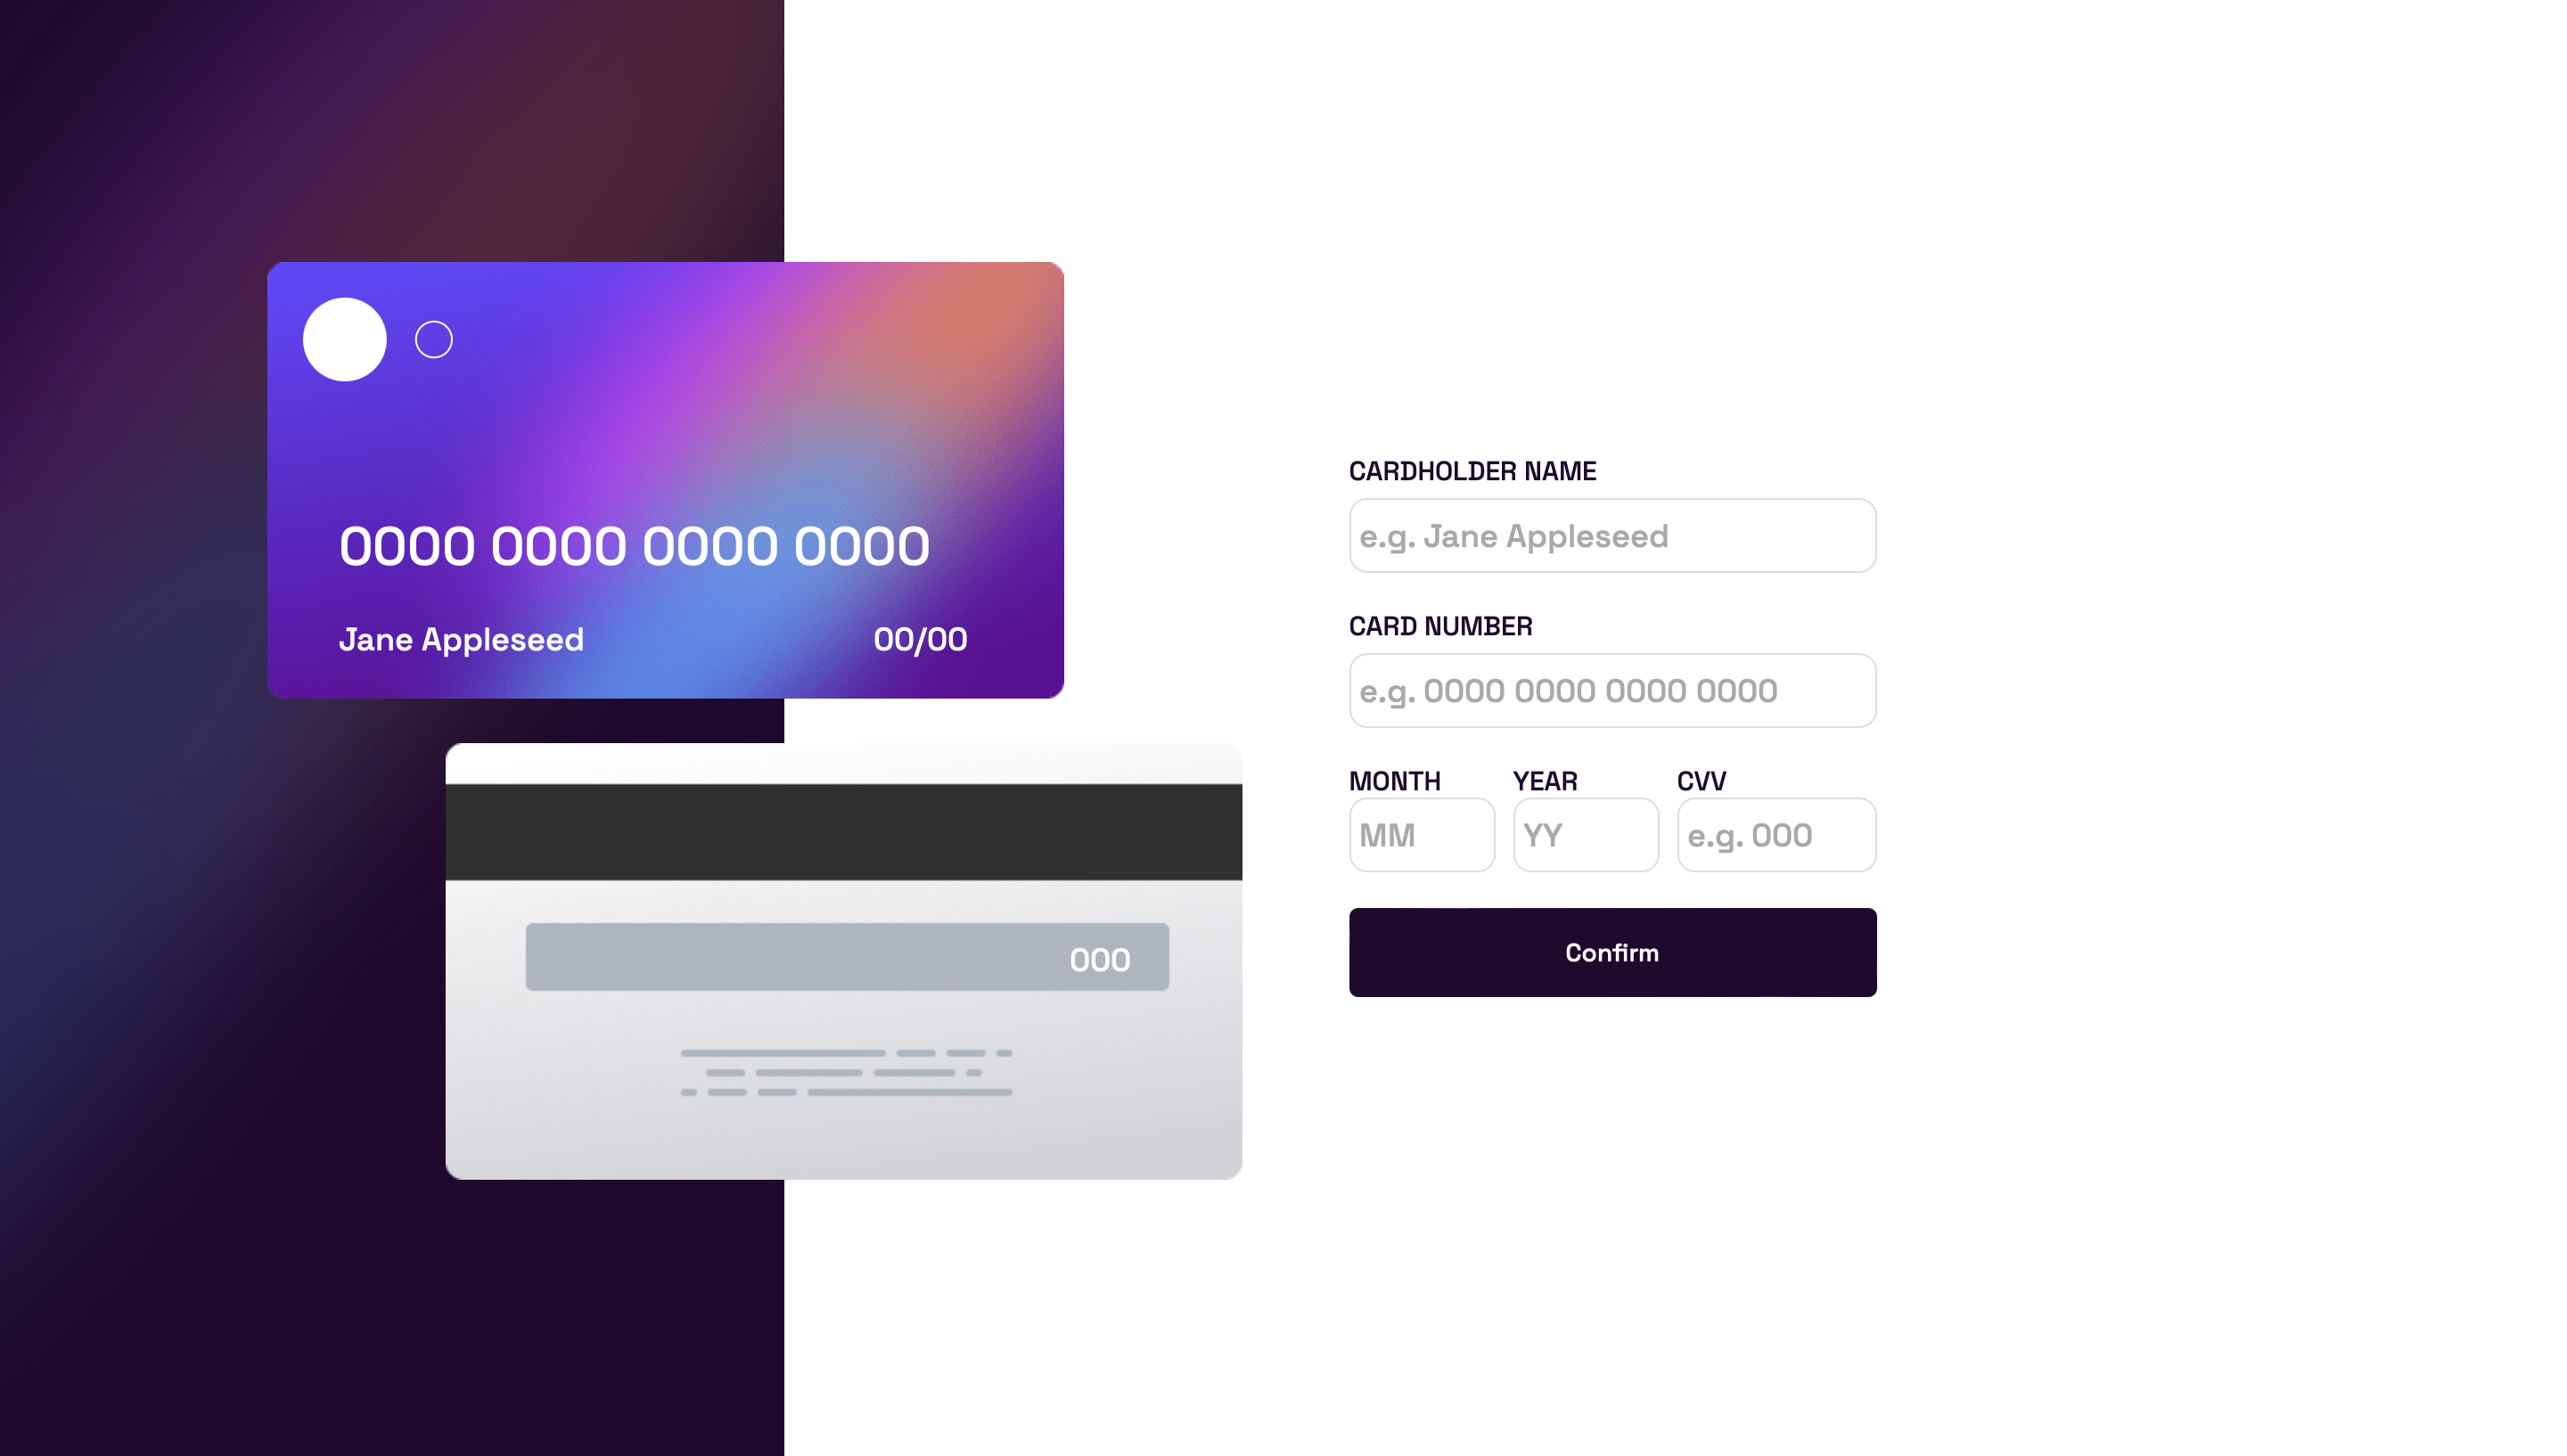 0000 0000 0000 0000
Jane Appleseed 00/00
000
CARDHOLDER NAME
e.g. Jane Appleseed
CARD NUMBER
e.g. 0000 0000 0000 0000
MONTH YEAR CVV
MM YY e.g. 000
Confirm